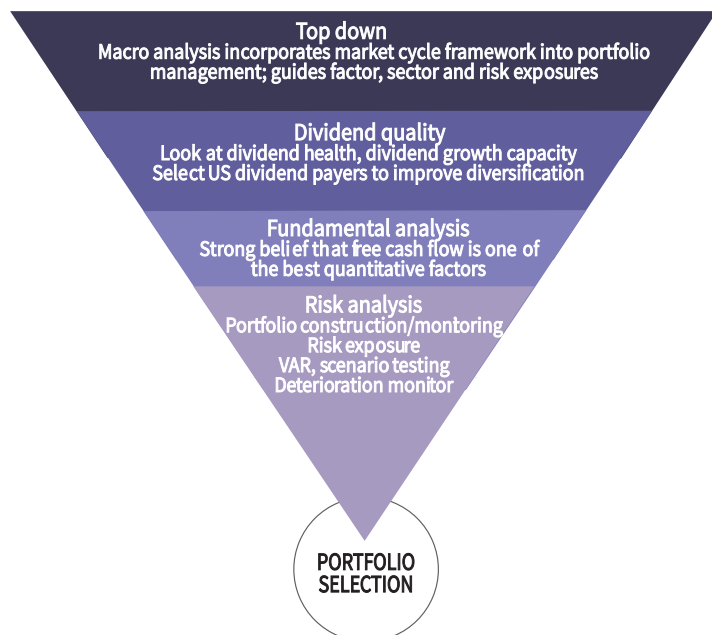 Top down
Macro analysis incorporates market cycle framework into portfolio
management; guides factor, sector and risk exposures
Dividend quality
Look at dividend health, dividend growth capacity
Select US dividend payers to improve diversification
Fundamental analysis
Strong belief that free cash flow is one of
the best quantitative factors
Risk analysis
Portfolio construction/montoring
Risk exposure
VAR, scenario testing
Deterioration monitor
PORTFOLIO
SELECTION